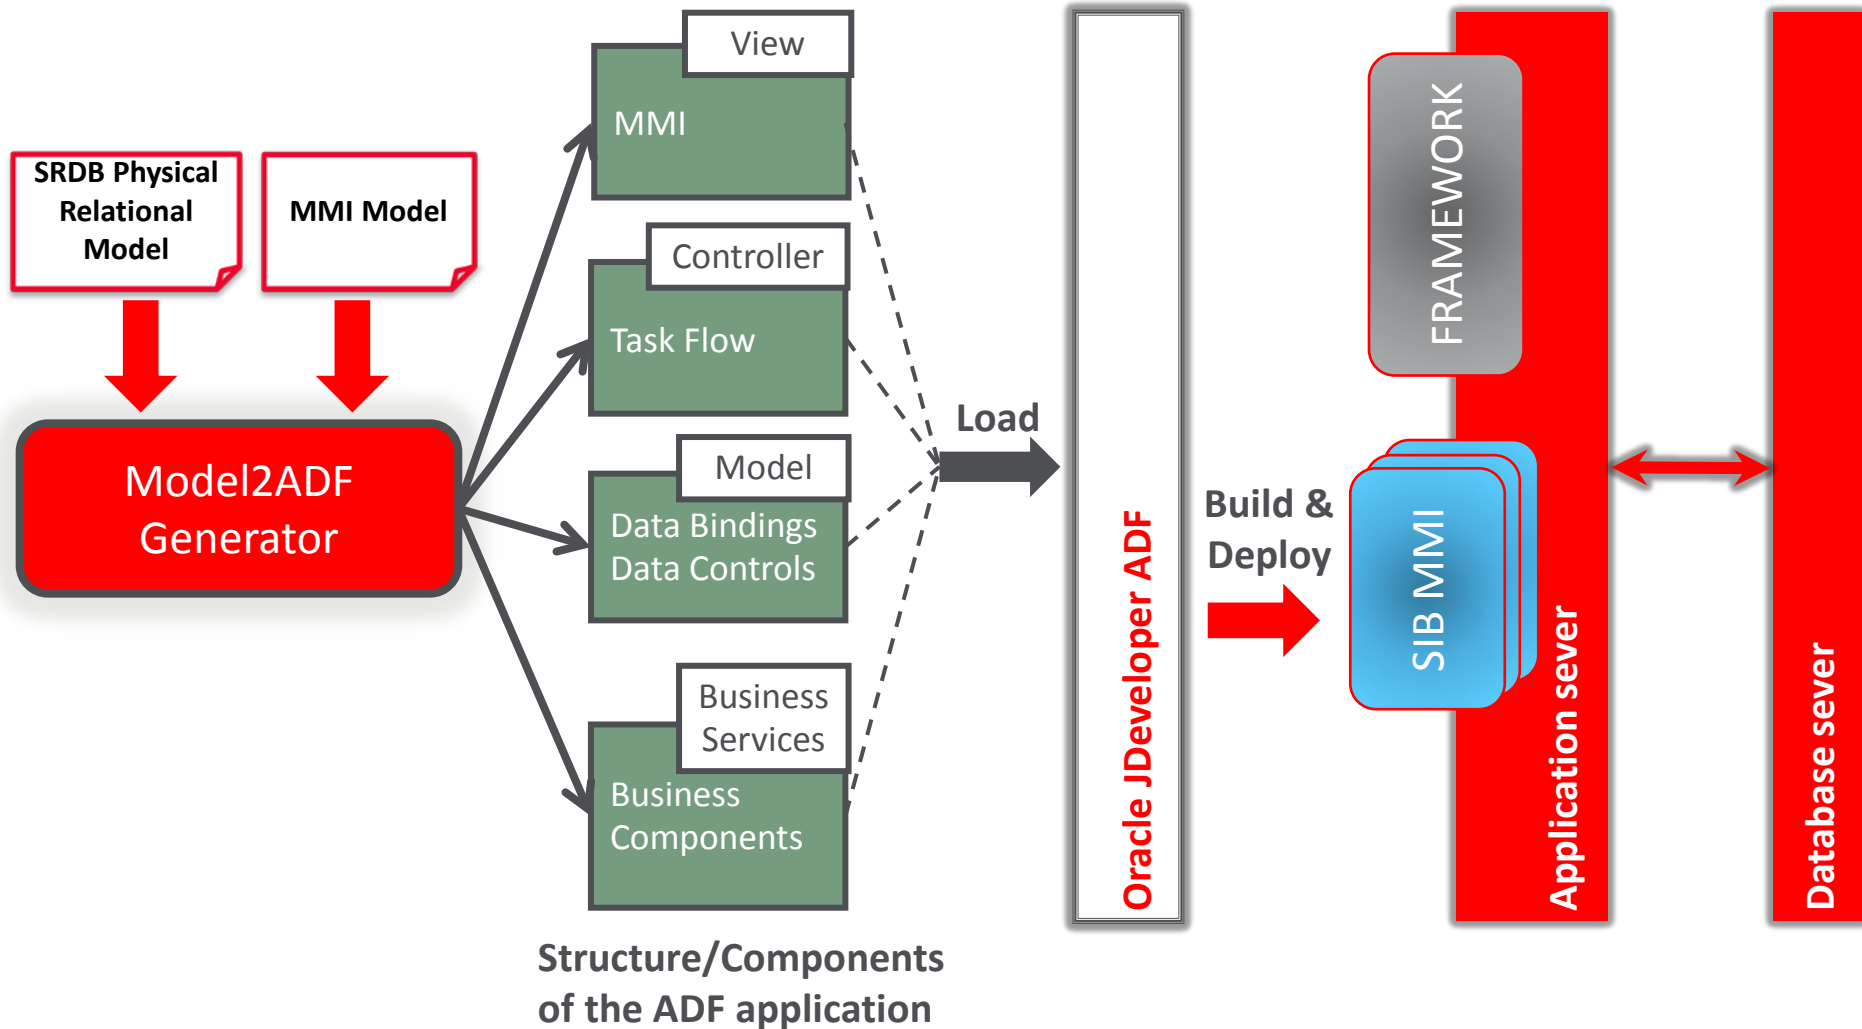 SRDB Physical
Relational
Model
MMI Model
Model2ADF
Generator
View
MMI
Controller
Task Flow
Model
Data Bindings
Data Controls
Business
Services
Business
Components
Structure/Components
of the ADF application
Load
Oracle JDeveloper ADF
Build &
Deploy
FRAMEWORK
SIB MMI
Application sever
Database sever